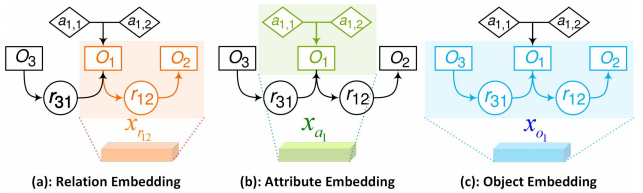 a1,1 a1,2 a1,1 a1,2 a1,1 a1,2
O3 O1 O2 O3 O1 O2 O3 O1 O2
r31 r12 r31 r12 r31 r12
xr12 xa1 xo1
(a): Relation Embedding (b): Attribute Embedding (c): Object Embedding